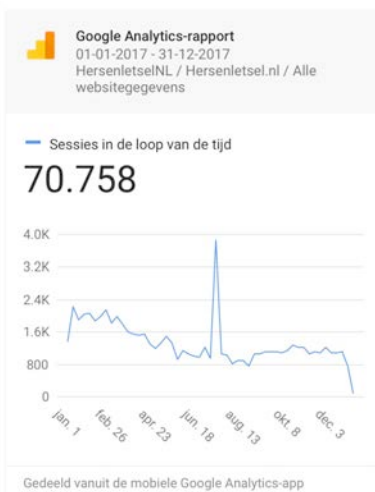 Google Analytics-rapport
01-01-2017 - 31-12-2017
HersenletselNL / Hersenletsel.nl / Alle
websitegegevens
Sessies in de loop van de tijd
70.758
4.0K
3.2K
2.4K
1.6K
800
0
jan. 1
feb. 26
apr. 23
jun. 18
aug. 13
okt. 8
dec. 3
Gedeeld vanuit de mobiele Google Analytics-app